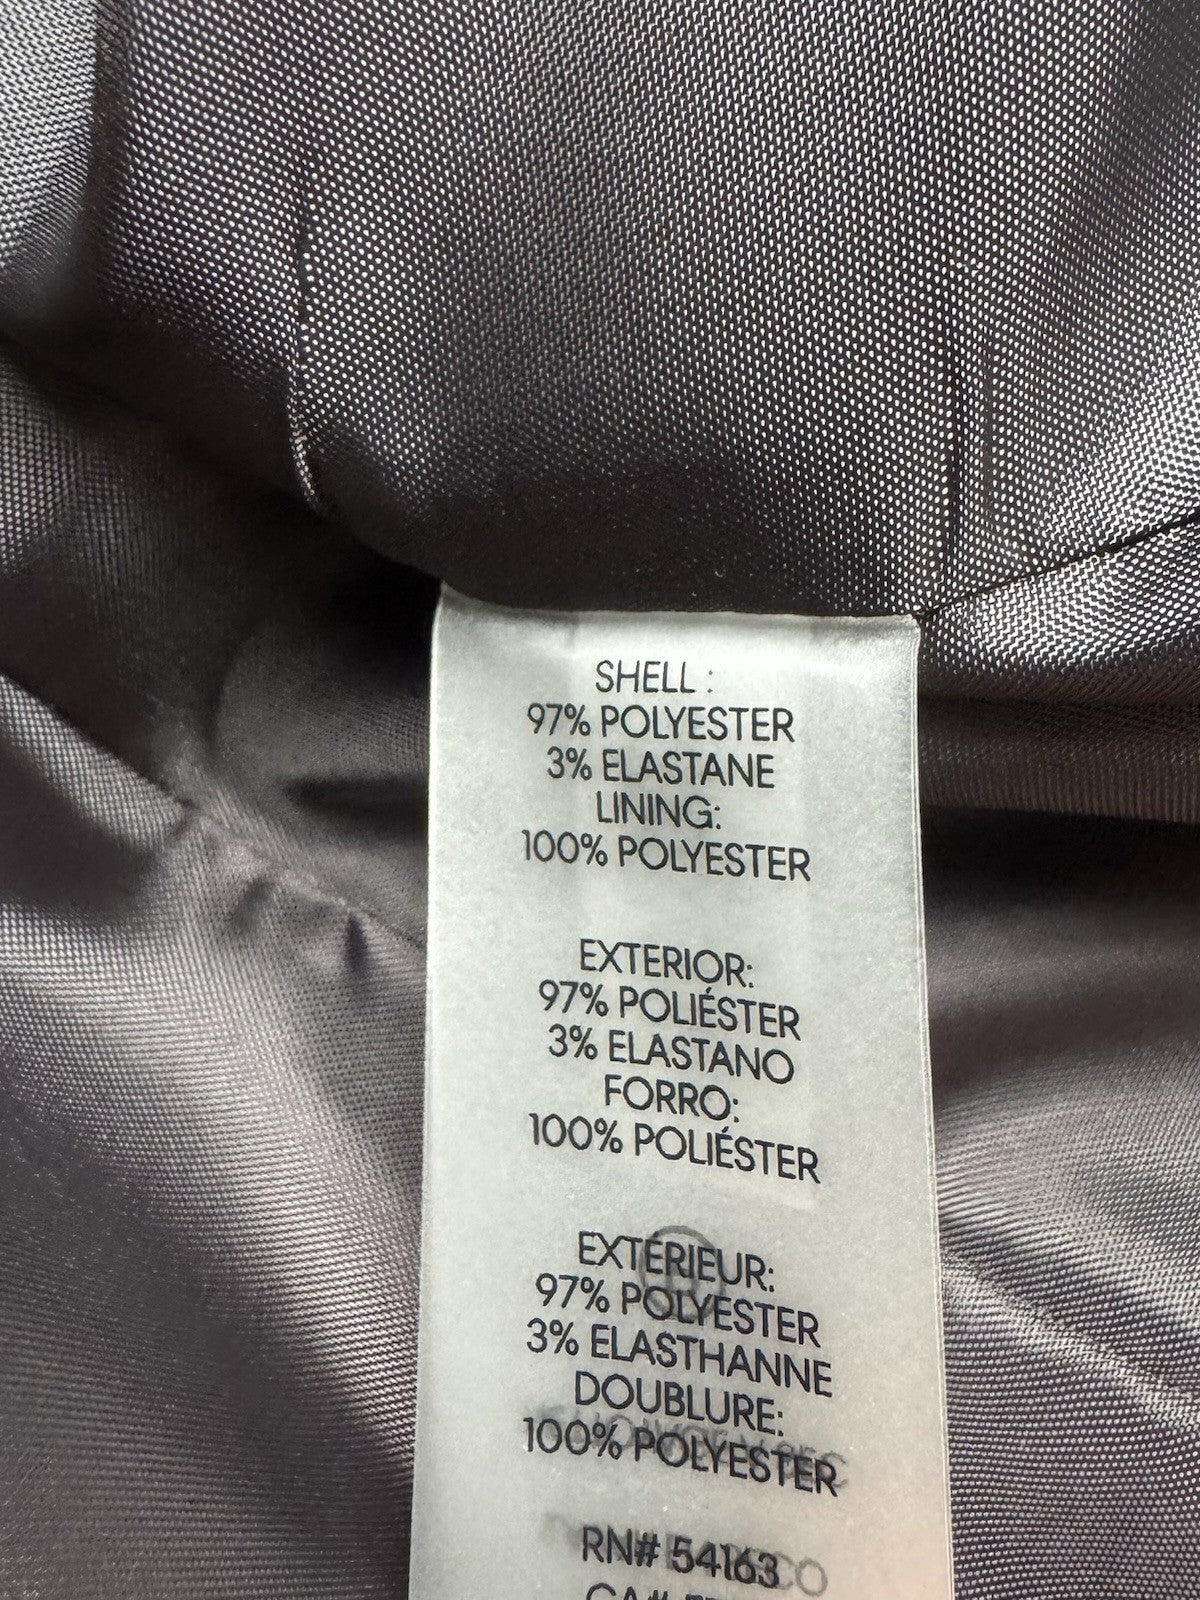 SHELL :
97% POLYESTER
3% ELASTANE
LINING:
100% POLYESTER
EXTERIOR:
97% POLIÉSTER
3% ELASTANO
FORRO:
100% POLIÉSTER
EXTÉRIEUR:
97% POLYESTER
3% ELASTHANNE
DOUBLURE:
100% POLYESTER
RN# 54163
CA#